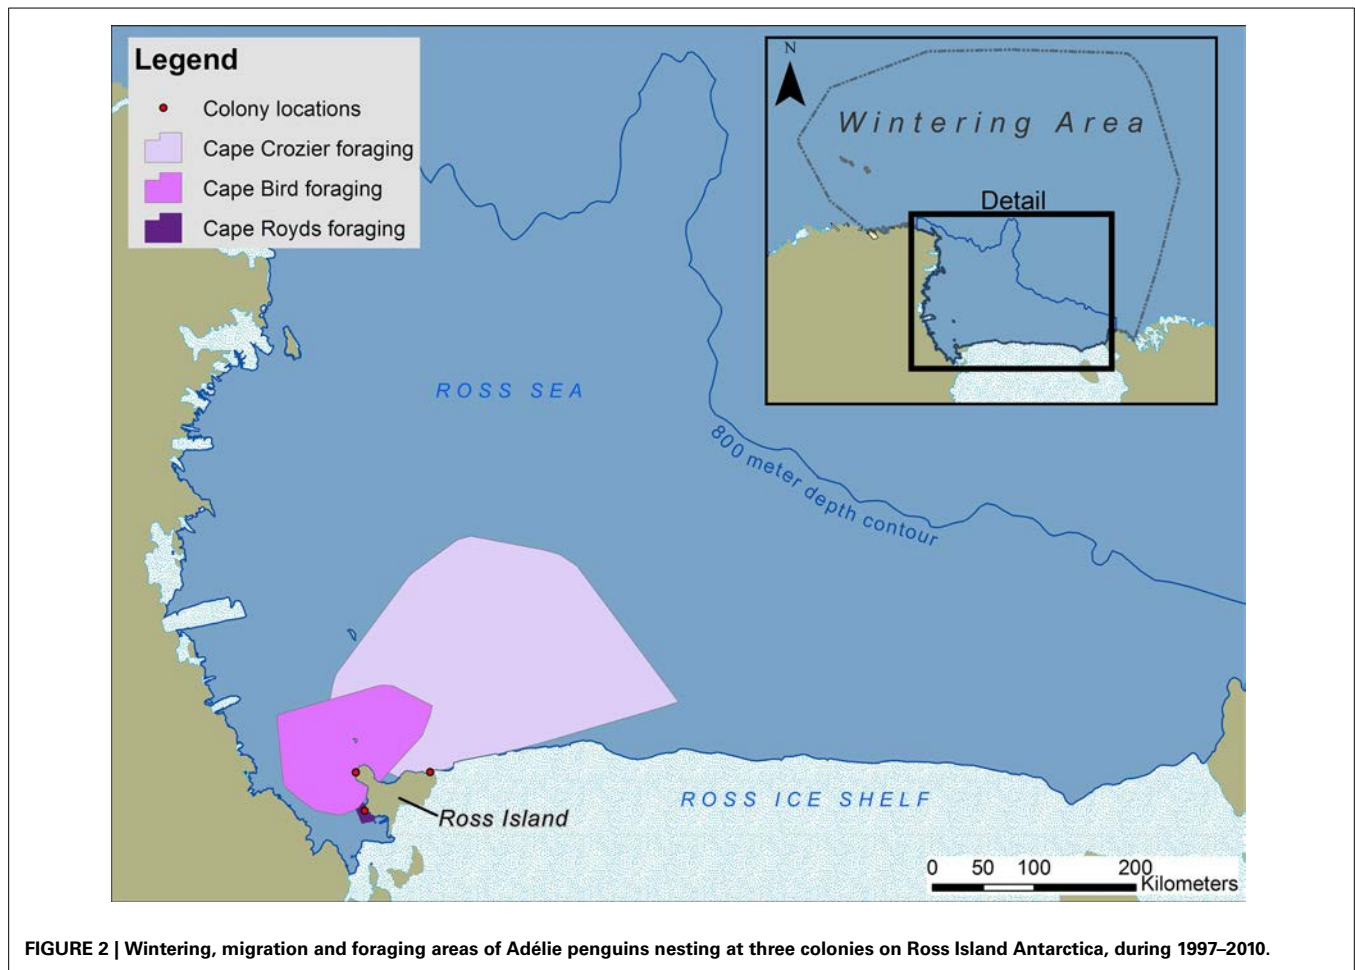 Legend
Colony locations
Cape Crozier foraging
Cape Bird foraging
Cape Royds foraging
N
Wintering Area
Detail
ROSS SEA
800 meter depth contour
ROSS ICE SHELF
Ross Island
0 50 100 200
Kilometers
FIGURE 2 | Wintering, migration and foraging areas of Adélie penguins nesting at three colonies on Ross Island Antarctica, during 1997–2010.